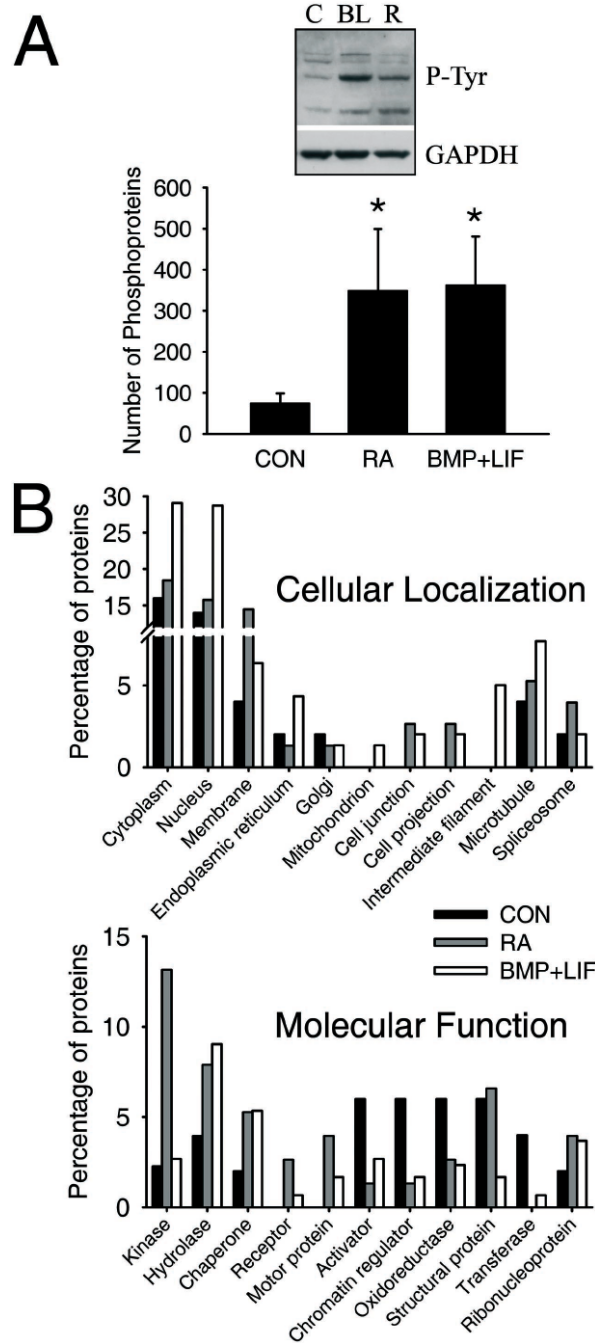 A
C BL R
P-Tyr
GAPDH
Number of Phosphoproteins
600
500
400
300
200
100
0
*
*
CON RA BMP+LIF
B
Cellular Localization
Percentage of proteins
30
25
20
15
5
0
Cytoplasm
Nucleus
Membrane
Endoplasmic reticulum
Golgi
Mitochondrion
Cell junction
Cell projection
Intermediate filament
Microtubule
Spliceosome
CON
RA
BMP+LIF
Molecular Function
Percentage of proteins
15
10
5
0
Kinase
Hydrolase
Chaperone
Receptor
Motor protein
Activator
Chromatin regulator
Oxidoreductase
Structural protein
Transferase
Ribonucleoprotein